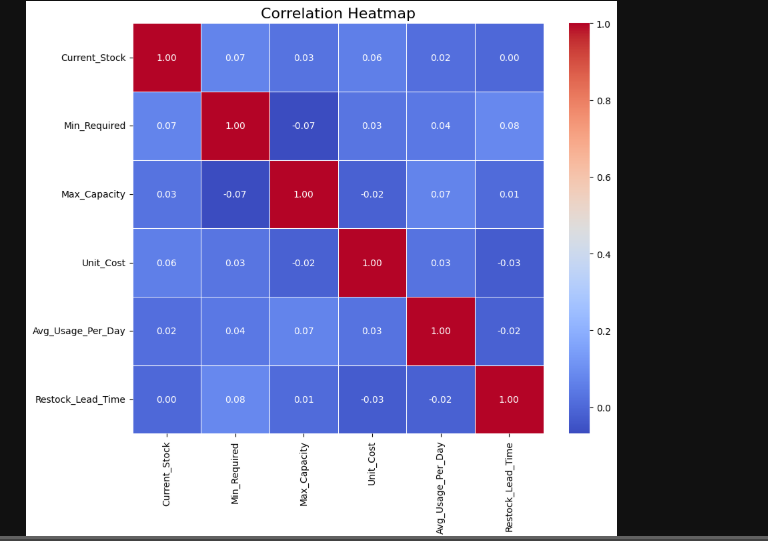 Correlation Heatmap
Current_Stock 1.00 0.07 0.03 0.06 0.02 0.00
Min_Required 0.07 1.00 -0.07 0.03 0.04 0.08
Max_Capacity 0.03 -0.07 1.00 -0.02 0.07 0.01
Unit_Cost 0.06 0.03 -0.02 1.00 0.03 -0.03
Avg_Usage_Per_Day 0.02 0.04 0.07 0.03 1.00 -0.02
Restock_Lead_Time 0.00 0.08 0.01 -0.03 -0.02 1.00
Current_Stock
Min_Required
Max_Capacity
Unit_Cost
Avg_Usage_Per_Day
Restock_Lead_Time
1.0
0.8
0.6
0.4
0.2
0.0